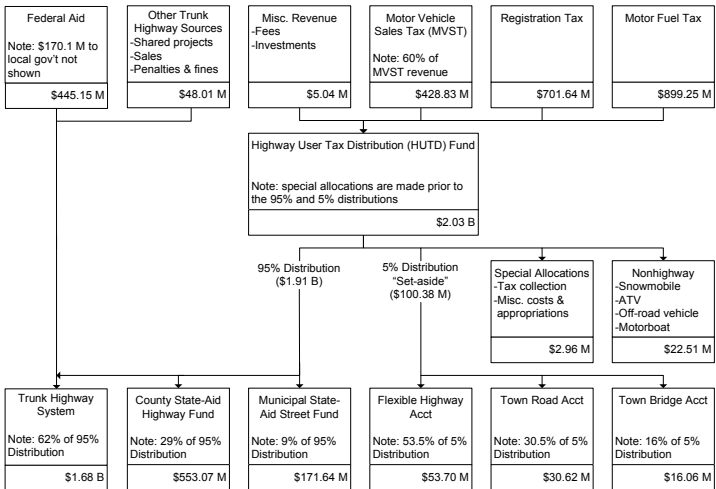 Federal Aid
Note: $170.1 M to
local gov't not
shown
$445.15 M
Other Trunk
Highway Sources
-Shared projects
-Sales
-Penalties & fines
$48.01 M
Misc. Revenue
-Fees
-Investments
$5.04 M
Motor Vehicle
Sales Tax (MVST)
Note: 60% of
MVST revenue
$428.83 M
Registration Tax
$701.64 M
Motor Fuel Tax
$899.25 M
Highway User Tax Distribution (HUTD) Fund
Note: special allocations are made prior to
the 95% and 5% distributions
$2.03 B
95% Distribution
($1.91 B)
5% Distribution
“Set-aside”
($100.38 M)
Special Allocations
-Tax collection
-Misc. costs &
appropriations
$2.96 M
Nonhighway
-Snowmobile
-ATV
-Off-road vehicle
-Motorboat
$22.51 M
Trunk Highway
System
Note: 62% of 95%
Distribution
$1.68 B
County State-Aid
Highway Fund
Note: 29% of 95%
Distribution
$553.07 M
Municipal State-
Aid Street Fund
Note: 9% of 95%
Distribution
$171.64 M
Flexible Highway
Acct
Note: 53.5% of 5%
Distribution
$53.70 M
Town Road Acct
Note: 30.5% of 5%
Distribution
$30.62 M
Town Bridge Acct
Note: 16% of 5%
Distribution
$16.06 M